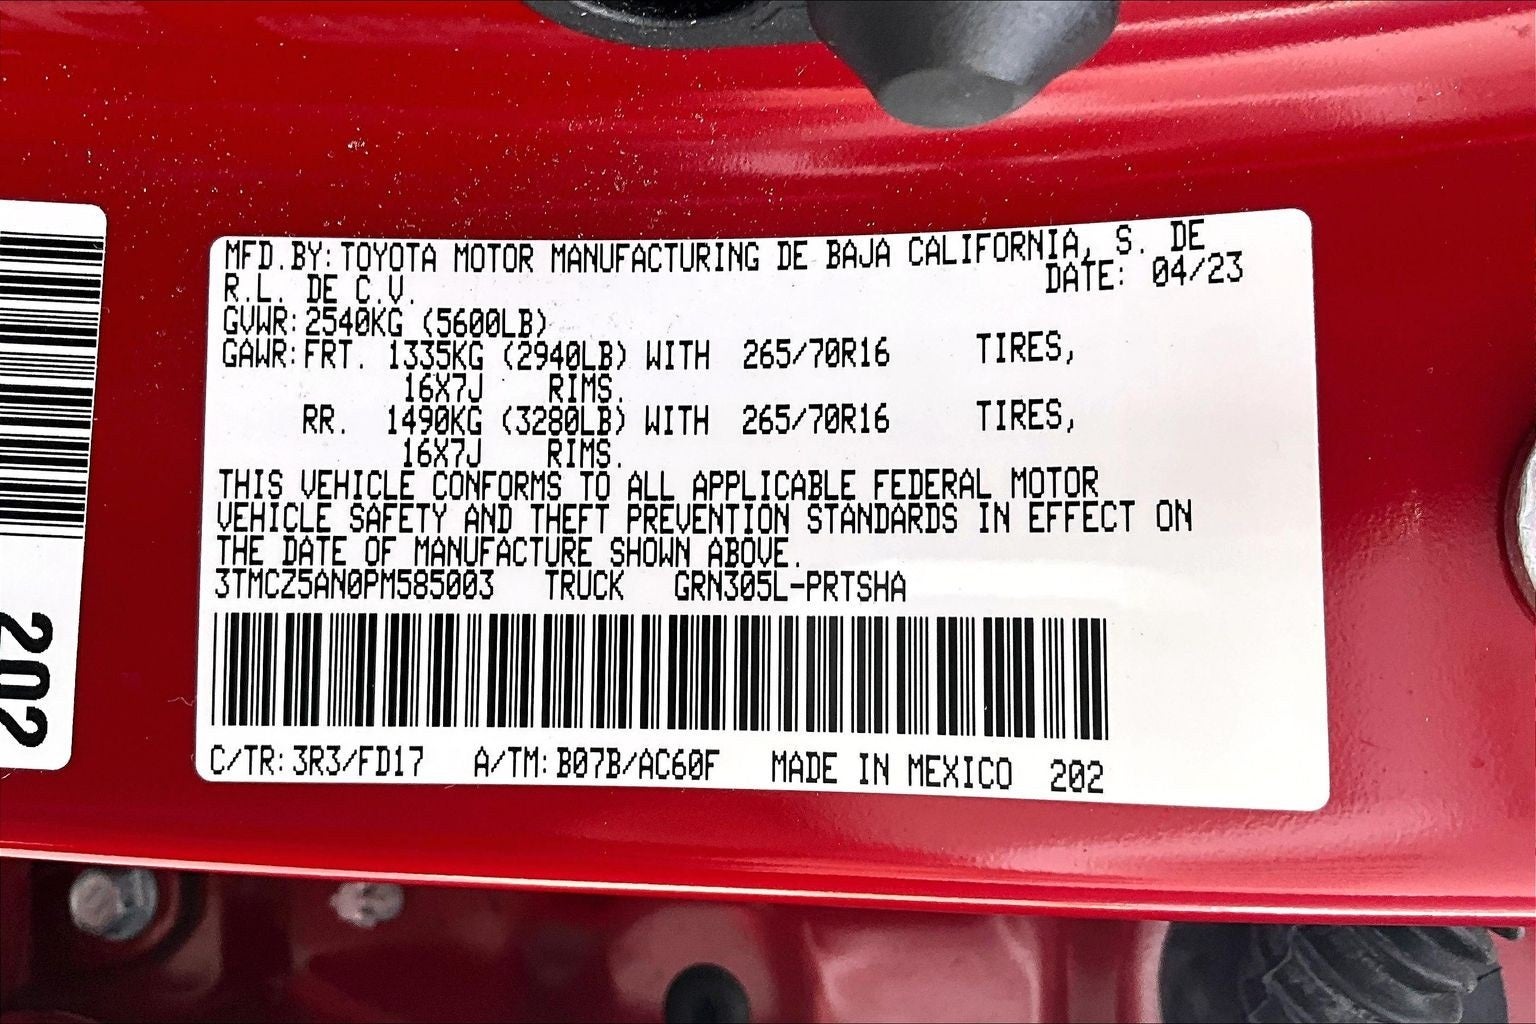 MFD.BY:TOYOTA MOTOR MANUFACTURING DE BAJA CALIFORNIA, S. DE
R.L. DE C.V. DATE: 04/23
GVWR:2540KG (5600LB)
GAWR:FRT. 1335KG (2940LB) WITH 265/70R16 TIRES,
16X7J RIMS.
RR. 1490KG (3280LB) WITH 265/70R16 TIRES,
16X7J RIMS.
THIS VEHICLE CONFORMS TO ALL APPLICABLE FEDERAL MOTOR
VEHICLE SAFETY AND THEFT PREVENTION STANDARDS IN EFFECT ON
THE DATE OF MANUFACTURE SHOWN ABOVE.
3TMCZ5AN0PM585003 TRUCK GRN305L-PRTSHA
C/TR:3R3/FD17 A/TM:B07B/AC60F MADE IN MEXICO 202
202